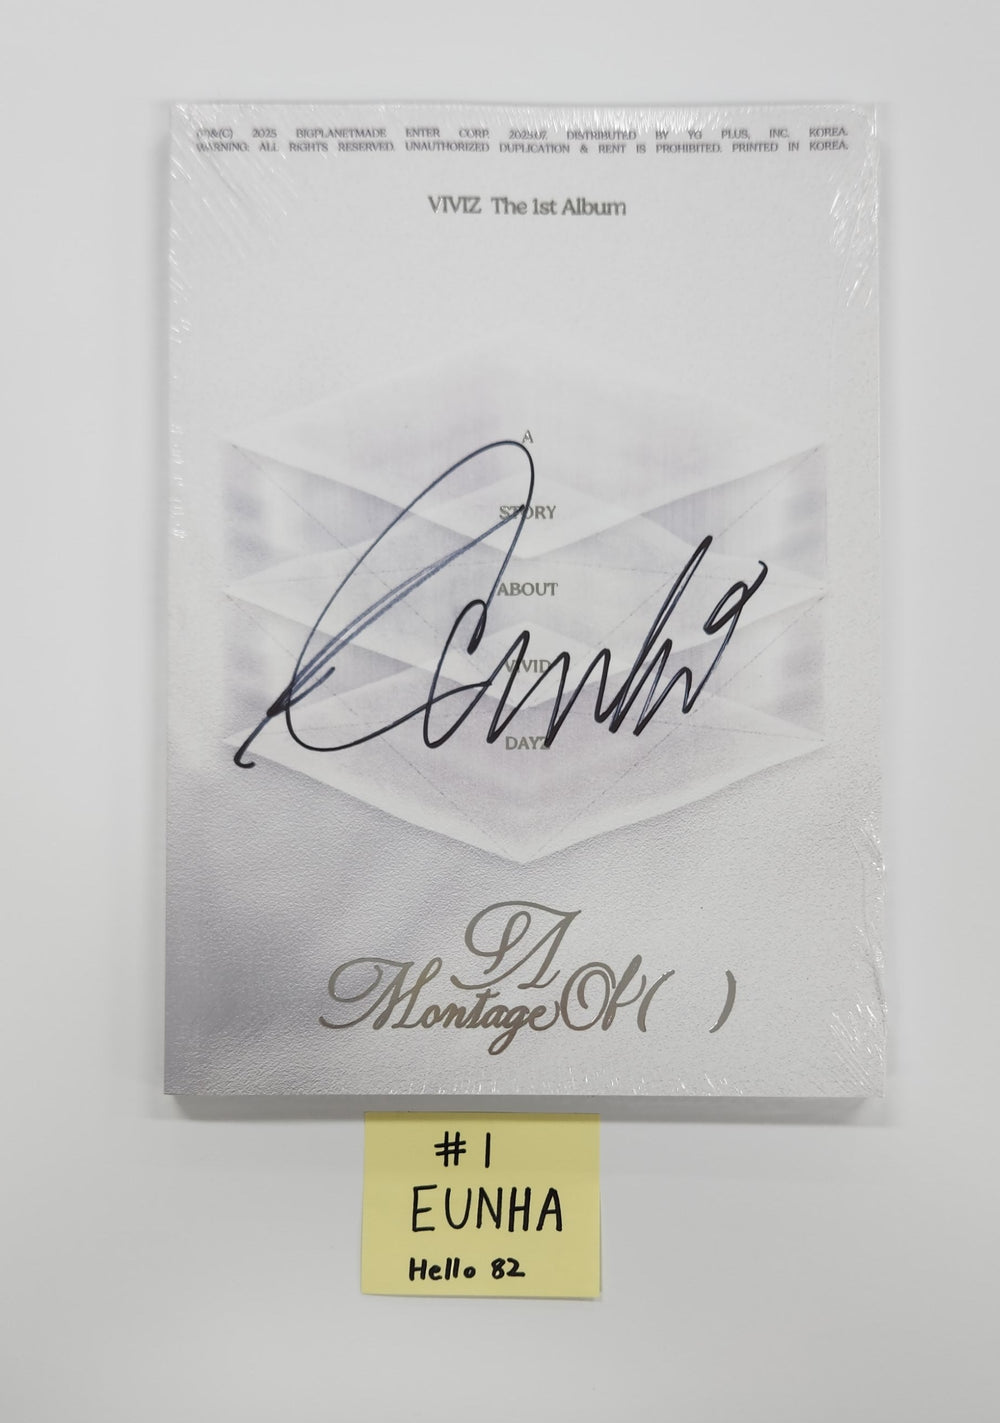 (P)&(C) 2025 BIGPLANETMADE ENTER CORP. 2025.07. DISTRIBUTED BY YG PLUS, INC. KOREA.
WARNING: ALL RIGHTS RESERVED. UNAUTHORIZED DUPLICATION & RENT IS PROHIBITED. PRINTED IN KOREA.
VIVIZ The 1st Album
A
STORY
ABOUT
VIVID
DAYZ
Eunha
A
Montage Of ( )
#1
EUNHA
Hello 82